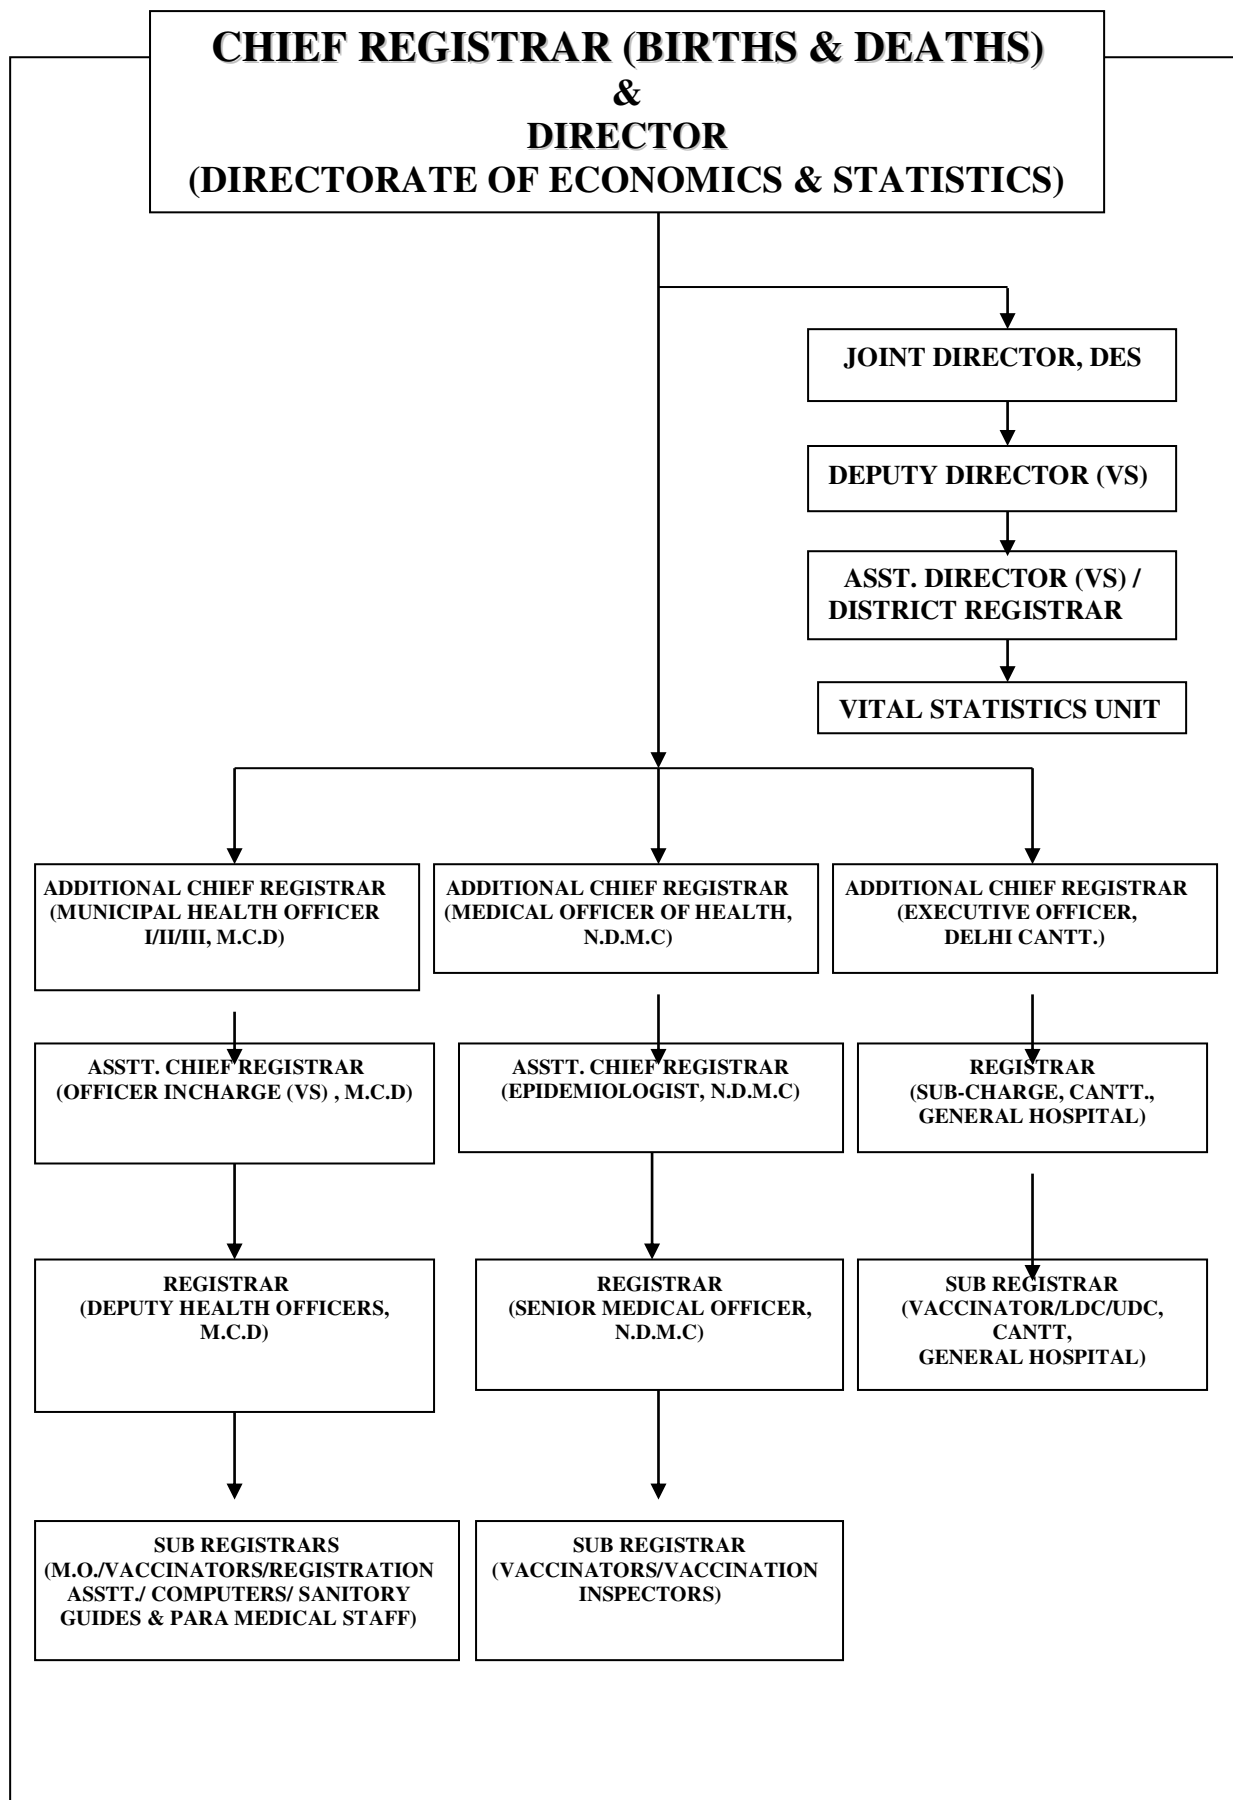 CHIEF REGISTRAR (BIRTHS & DEATHS)
&
DIRECTOR
(DIRECTORATE OF ECONOMICS & STATISTICS)
JOINT DIRECTOR, DES
DEPUTY DIRECTOR (VS)
ASST. DIRECTOR (VS) /
DISTRICT REGISTRAR
VITAL STATISTICS UNIT
ADDITIONAL CHIEF REGISTRAR
(MUNICIPAL HEALTH OFFICER
I/II/III, M.C.D)
ADDITIONAL CHIEF REGISTRAR
(MEDICAL OFFICER OF HEALTH,
N.D.M.C)
ADDITIONAL CHIEF REGISTRAR
(EXECUTIVE OFFICER,
DELHI CANTT.)
ASSTT. CHIEF REGISTRAR
(OFFICER INCHARGE (VS) , M.C.D)
ASSTT. CHIEF REGISTRAR
(EPIDEMIOLOGIST, N.D.M.C)
REGISTRAR
(SUB-CHARGE, CANTT.,
GENERAL HOSPITAL)
REGISTRAR
(DEPUTY HEALTH OFFICERS,
M.C.D)
REGISTRAR
(SENIOR MEDICAL OFFICER,
N.D.M.C)
SUB REGISTRAR
(VACCINATOR/LDC/UDC,
CANTT,
GENERAL HOSPITAL)
SUB REGISTRARS
(M.O./VACCINATORS/REGISTRATION
ASSTT./ COMPUTERS/ SANITORY
GUIDES & PARA MEDICAL STAFF)
SUB REGISTRAR
(VACCINATORS/VACCINATION
INSPECTORS)